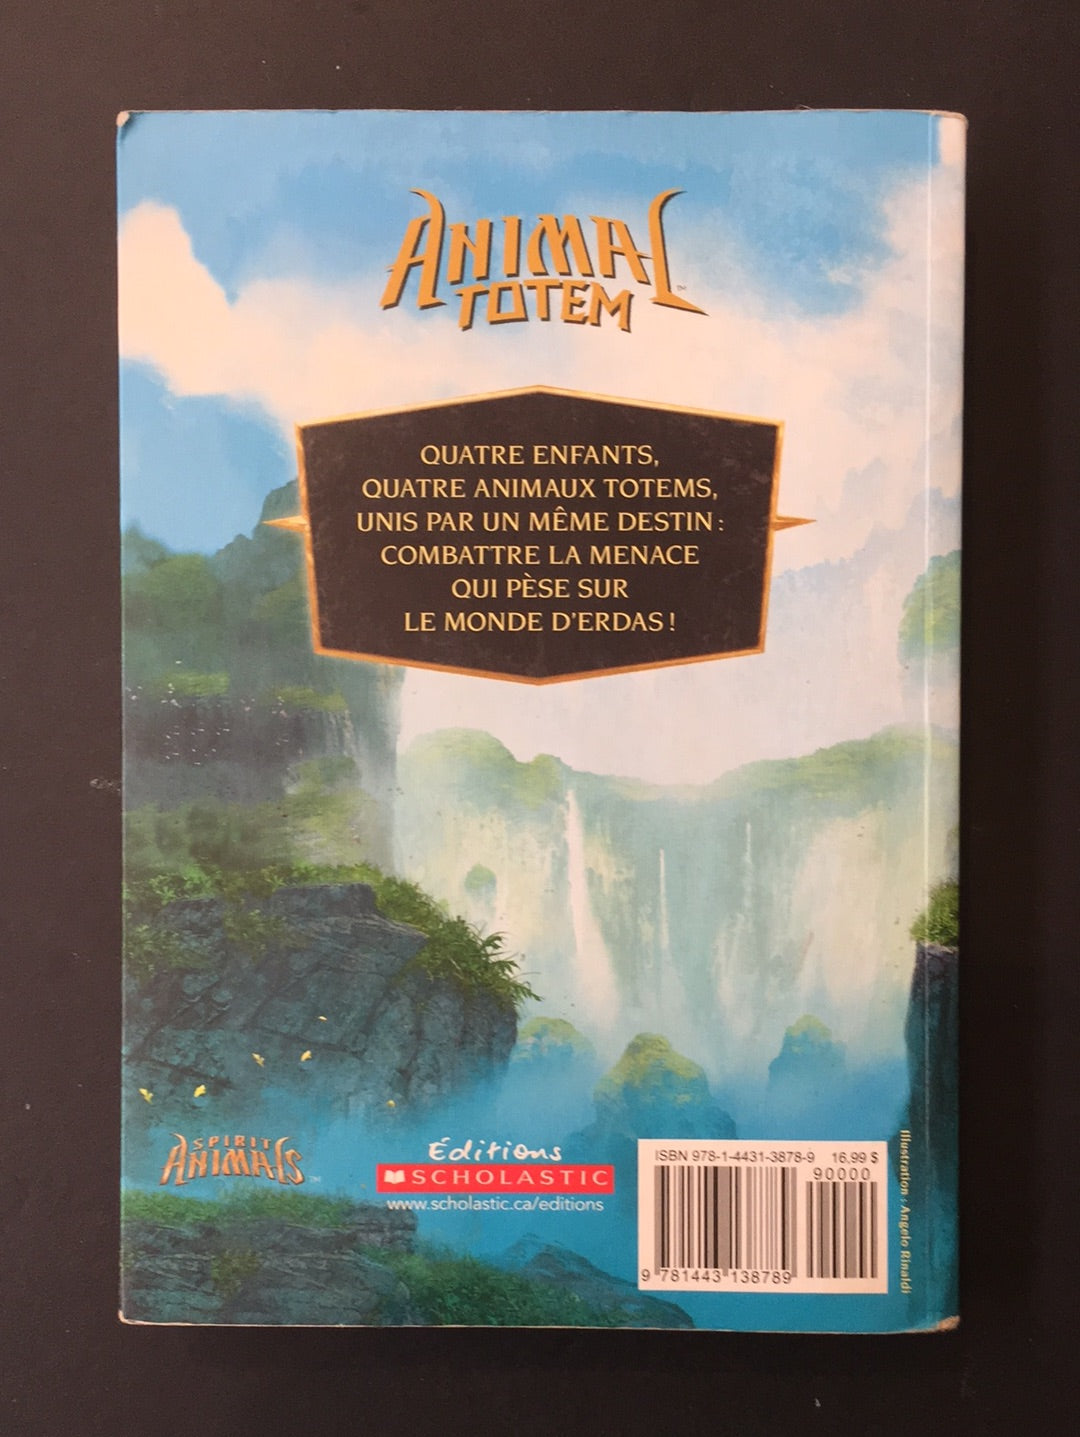 ANIMAL
TOTEM
™
QUATRE ENFANTS,
QUATRE ANIMAUX TOTEMS,
UNIS PAR UN MÊME DESTIN :
COMBATTRE LA MENACE
QUI PÈSE SUR
LE MONDE D'ERDAS !
SPIRIT
ANIMALS™
Éditions
SCHOLASTIC
www.scholastic.ca/editions
ISBN 978-1-4431-3878-9 16,99 $
90000
9 781443 138789
Illustration : Angelo Rinaldi